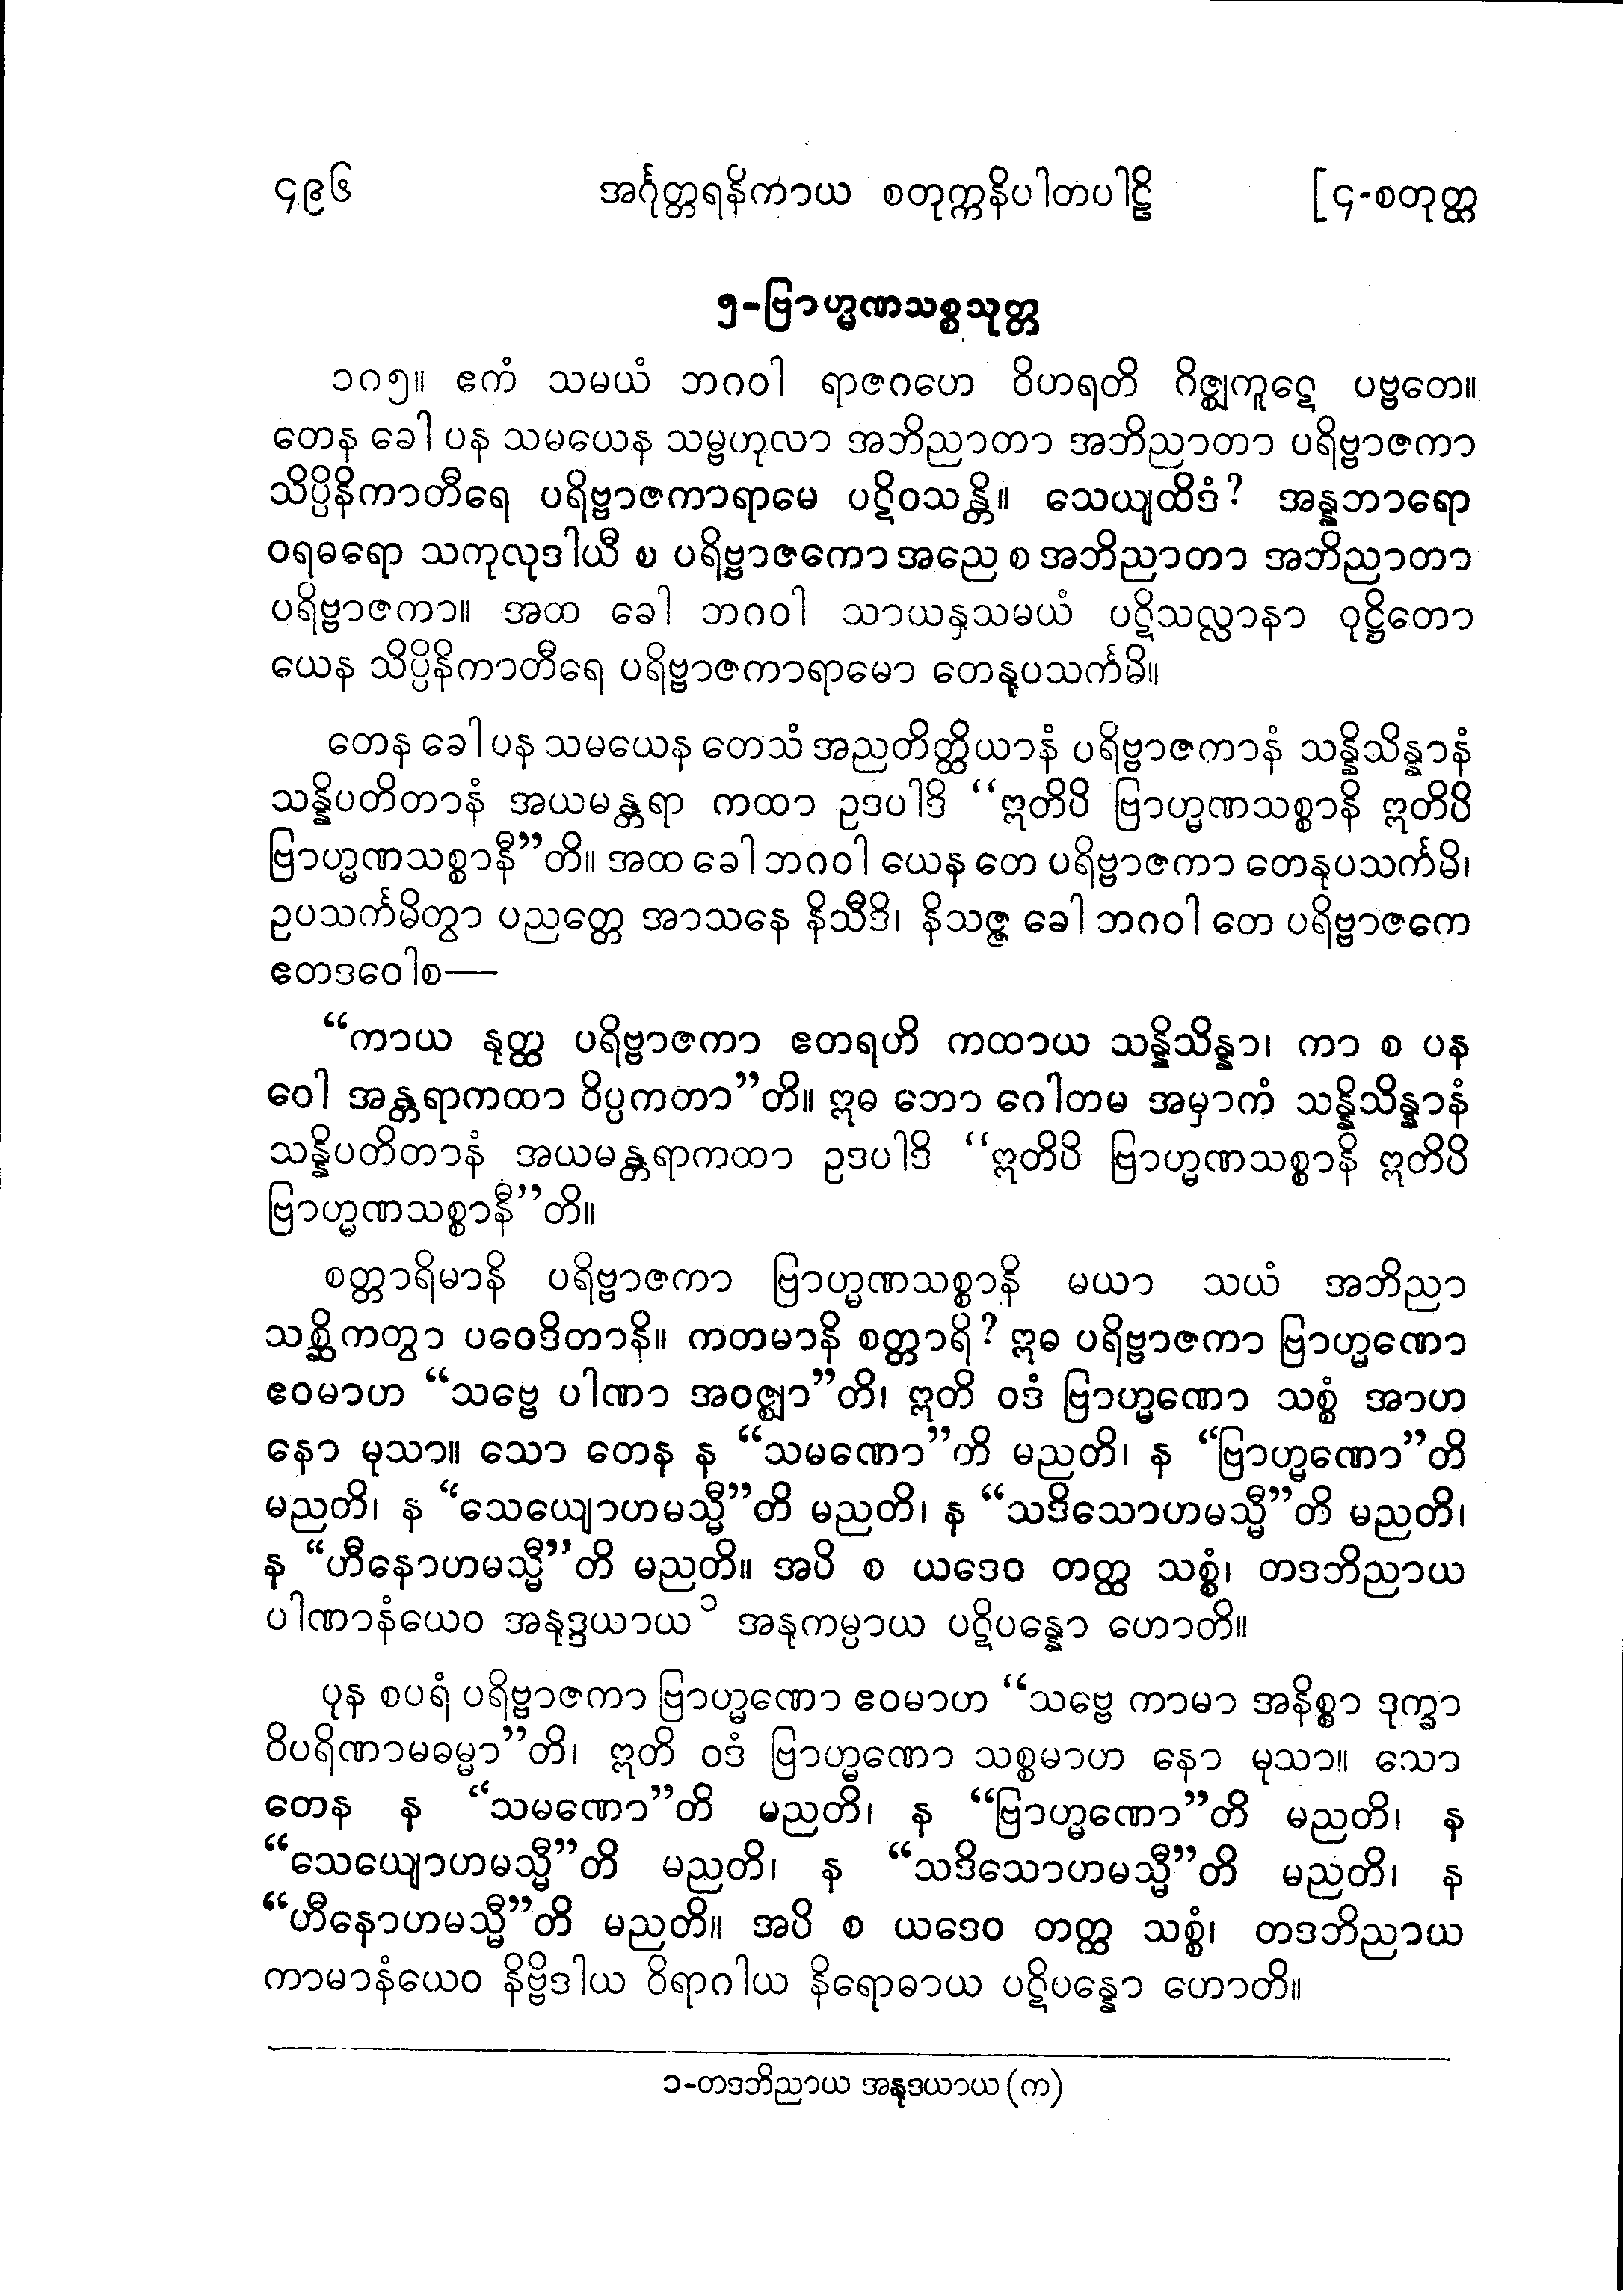 ၄၉၆ အင်္ဂုတ္တရနိကာယ စတုက္ကနိပါတပါဠိ [၄-စတုတ္ထ
၅-ဗြာဟ္မဏသစ္စသုတ္တ
၁၈၅။ ဧကံ သမယံ ဘဂဝါ ရာဇဂဟေ ဝိဟရတိ ဂိဇ္ဈကူဋေ ပဗ္ဗတေ။
တေန ခေါ ပန သမယေန သမ္ဗဟုလာ အဘိညာတာ အဘိညာတာ ပရိဗ္ဗာဇကာ
သိပ္ပိနိကာတီရေ ပရိဗ္ဗာဇကာရာမေ ပဋိဝသန္တိ။ သေယျထိဒံ? အန္နဘာရော
ဝရဓရော သကုလုဒါယီ စ ပရိဗ္ဗာဇကော အညေ စ အဘိညာတာ အဘိညာတာ
ပရိဗ္ဗာဇကာ။ အထ ခေါ ဘဂဝါ သာယနှသမယံ ပဋိသလ္လာနာ ဝုဋ္ဌိတော
ယေန သိပ္ပိနိကာတီရေ ပရိဗ္ဗာဇကာရာမော တေနုပသင်္ကမိ။
တေန ခေါ ပန သမယေန တေသံ အညတိတ္ထိယာနံ ပရိဗ္ဗာဇကာနံ သန္နိသိန္နာနံ
သန္နိပတိတာနံ အယမန္တရာ ကထာ ဥဒပါဒိ “ဣတိပိ ဗြာဟ္မဏသစ္စာနိ ဣတိပိ
ဗြာဟ္မဏသစ္စာနီ”တိ။ အထ ခေါ ဘဂဝါ ယေန တေ ပရိဗ္ဗာဇကာ တေနုပသင်္ကမိ၊
ဥပသင်္ကမိတွာ ပညတ္တေ အာသနေ နိသီဒိ၊ နိသဇ္ဇ ခေါ ဘဂဝါ တေ ပရိဗ္ဗာဇကေ
ဧတဒဝေါစ—
“ကာယ နုတ္ထ ပရိဗ္ဗာဇကာ ဧတရဟိ ကထာယ သန္နိသိန္နာ၊ ကာ စ ပန
ဝေါ အန္တရာကထာ ဝိပ္ပကတာ”တိ။ ဣဓ ဘော ဂေါတမ အမှာကံ သန္နိသိန္နာနံ
သန္နိပတိတာနံ အယမန္တရာကထာ ဥဒပါဒိ “ဣတိပိ ဗြာဟ္မဏသစ္စာနိ ဣတိပိ
ဗြာဟ္မဏသစ္စာနီ”တိ။
စတ္တာရိမာနိ ပရိဗ္ဗာဇကာ ဗြာဟ္မဏသစ္စာနိ မယာ သယံ အဘိညာ
သစ္ဆိကတွာ ပဝေဒိတာနိ။ ကတမာနိ စတ္တာရိ? ဣဓ ပရိဗ္ဗာဇကာ ဗြာဟ္မဏော
ဧဝမာဟ “သဗ္ဗေ ပါဏာ အဝဇ္ဈာ”တိ၊ ဣတိ ဝဒံ ဗြာဟ္မဏော သစ္စံ အာဟ
နော မုသာ။ သော တေန န “သမဏော”တိ မညတိ၊ န “ဗြာဟ္မဏော”တိ
မညတိ၊ န “သေယျောဟမသ္မီ”တိ မညတိ၊ န “သဒိသောဟမသ္မီ”တိ မညတိ၊
န “ဟီနောဟမသ္မီ”တိ မညတိ။ အပိ စ ယဒေဝ တတ္ထ သစ္စံ၊ တဒဘိညာယ
ပါဏာနံယေဝ အနုဒ္ဒယာယ ၁ အနုကမ္ပာယ ပဋိပန္နော ဟောတိ။
ပုန စပရံ ပရိဗ္ဗာဇကာ ဗြာဟ္မဏော ဧဝမာဟ “သဗ္ဗေ ကာမာ အနိစ္စာ ဒုက္ခာ
ဝိပရိဏာမဓမ္မာ”တိ၊ ဣတိ ဝဒံ ဗြာဟ္မဏော သစ္စမာဟ နော မုသာ။ သော
တေန န “သမဏော”တိ မညတိ၊ န “ဗြာဟ္မဏော”တိ မညတိ၊ န
“သေယျောဟမသ္မီ”တိ မညတိ၊ န “သဒိသောဟမသ္မီ”တိ မညတိ၊ န
“ဟီနောဟမသ္မီ”တိ မညတိ။ အပိ စ ယဒေဝ တတ္ထ သစ္စံ၊ တဒဘိညာယ
ကာမာနံယေဝ နိဗ္ဗိဒါယ ဝိရာဂါယ နိရောဓာယ ပဋိပန္နော ဟောတိ။
၁-တဒဘိညာယ အနုဒယာယ (က)